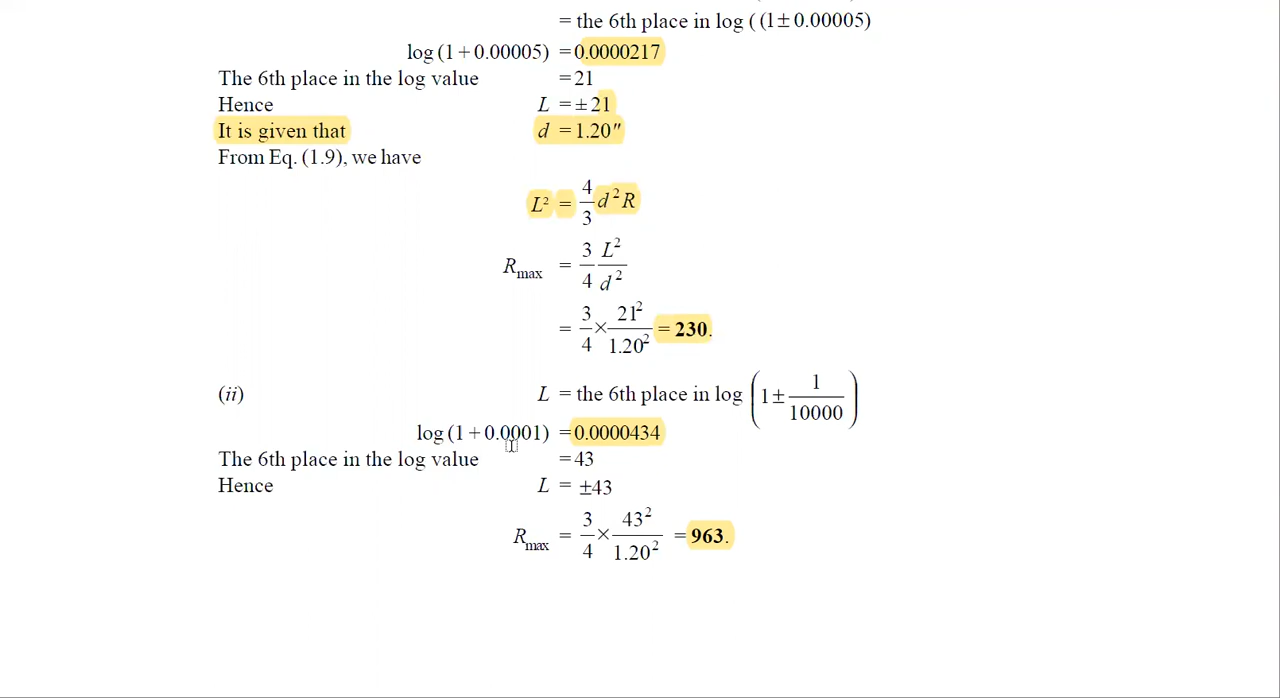 = the 6th place in log ((1 ± 0.00005)
log (1 + 0.00005) = 0.0000217
The 6th place in the log value = 21
Hence L = ± 21
It is given that d = 1.20″
From Eq. (1.9), we have
L² = 4/3 d²R
R_max = 3/4 L²/d²
= 3/4 × 21²/1.20² = 230.
(ii) L = the 6th place in log (1 ± 1/10000)
log (1 + 0.0001) = 0.0000434
The 6th place in the log value = 43
Hence L = ±43
R_max = 3/4 × 43²/1.20² = 963.